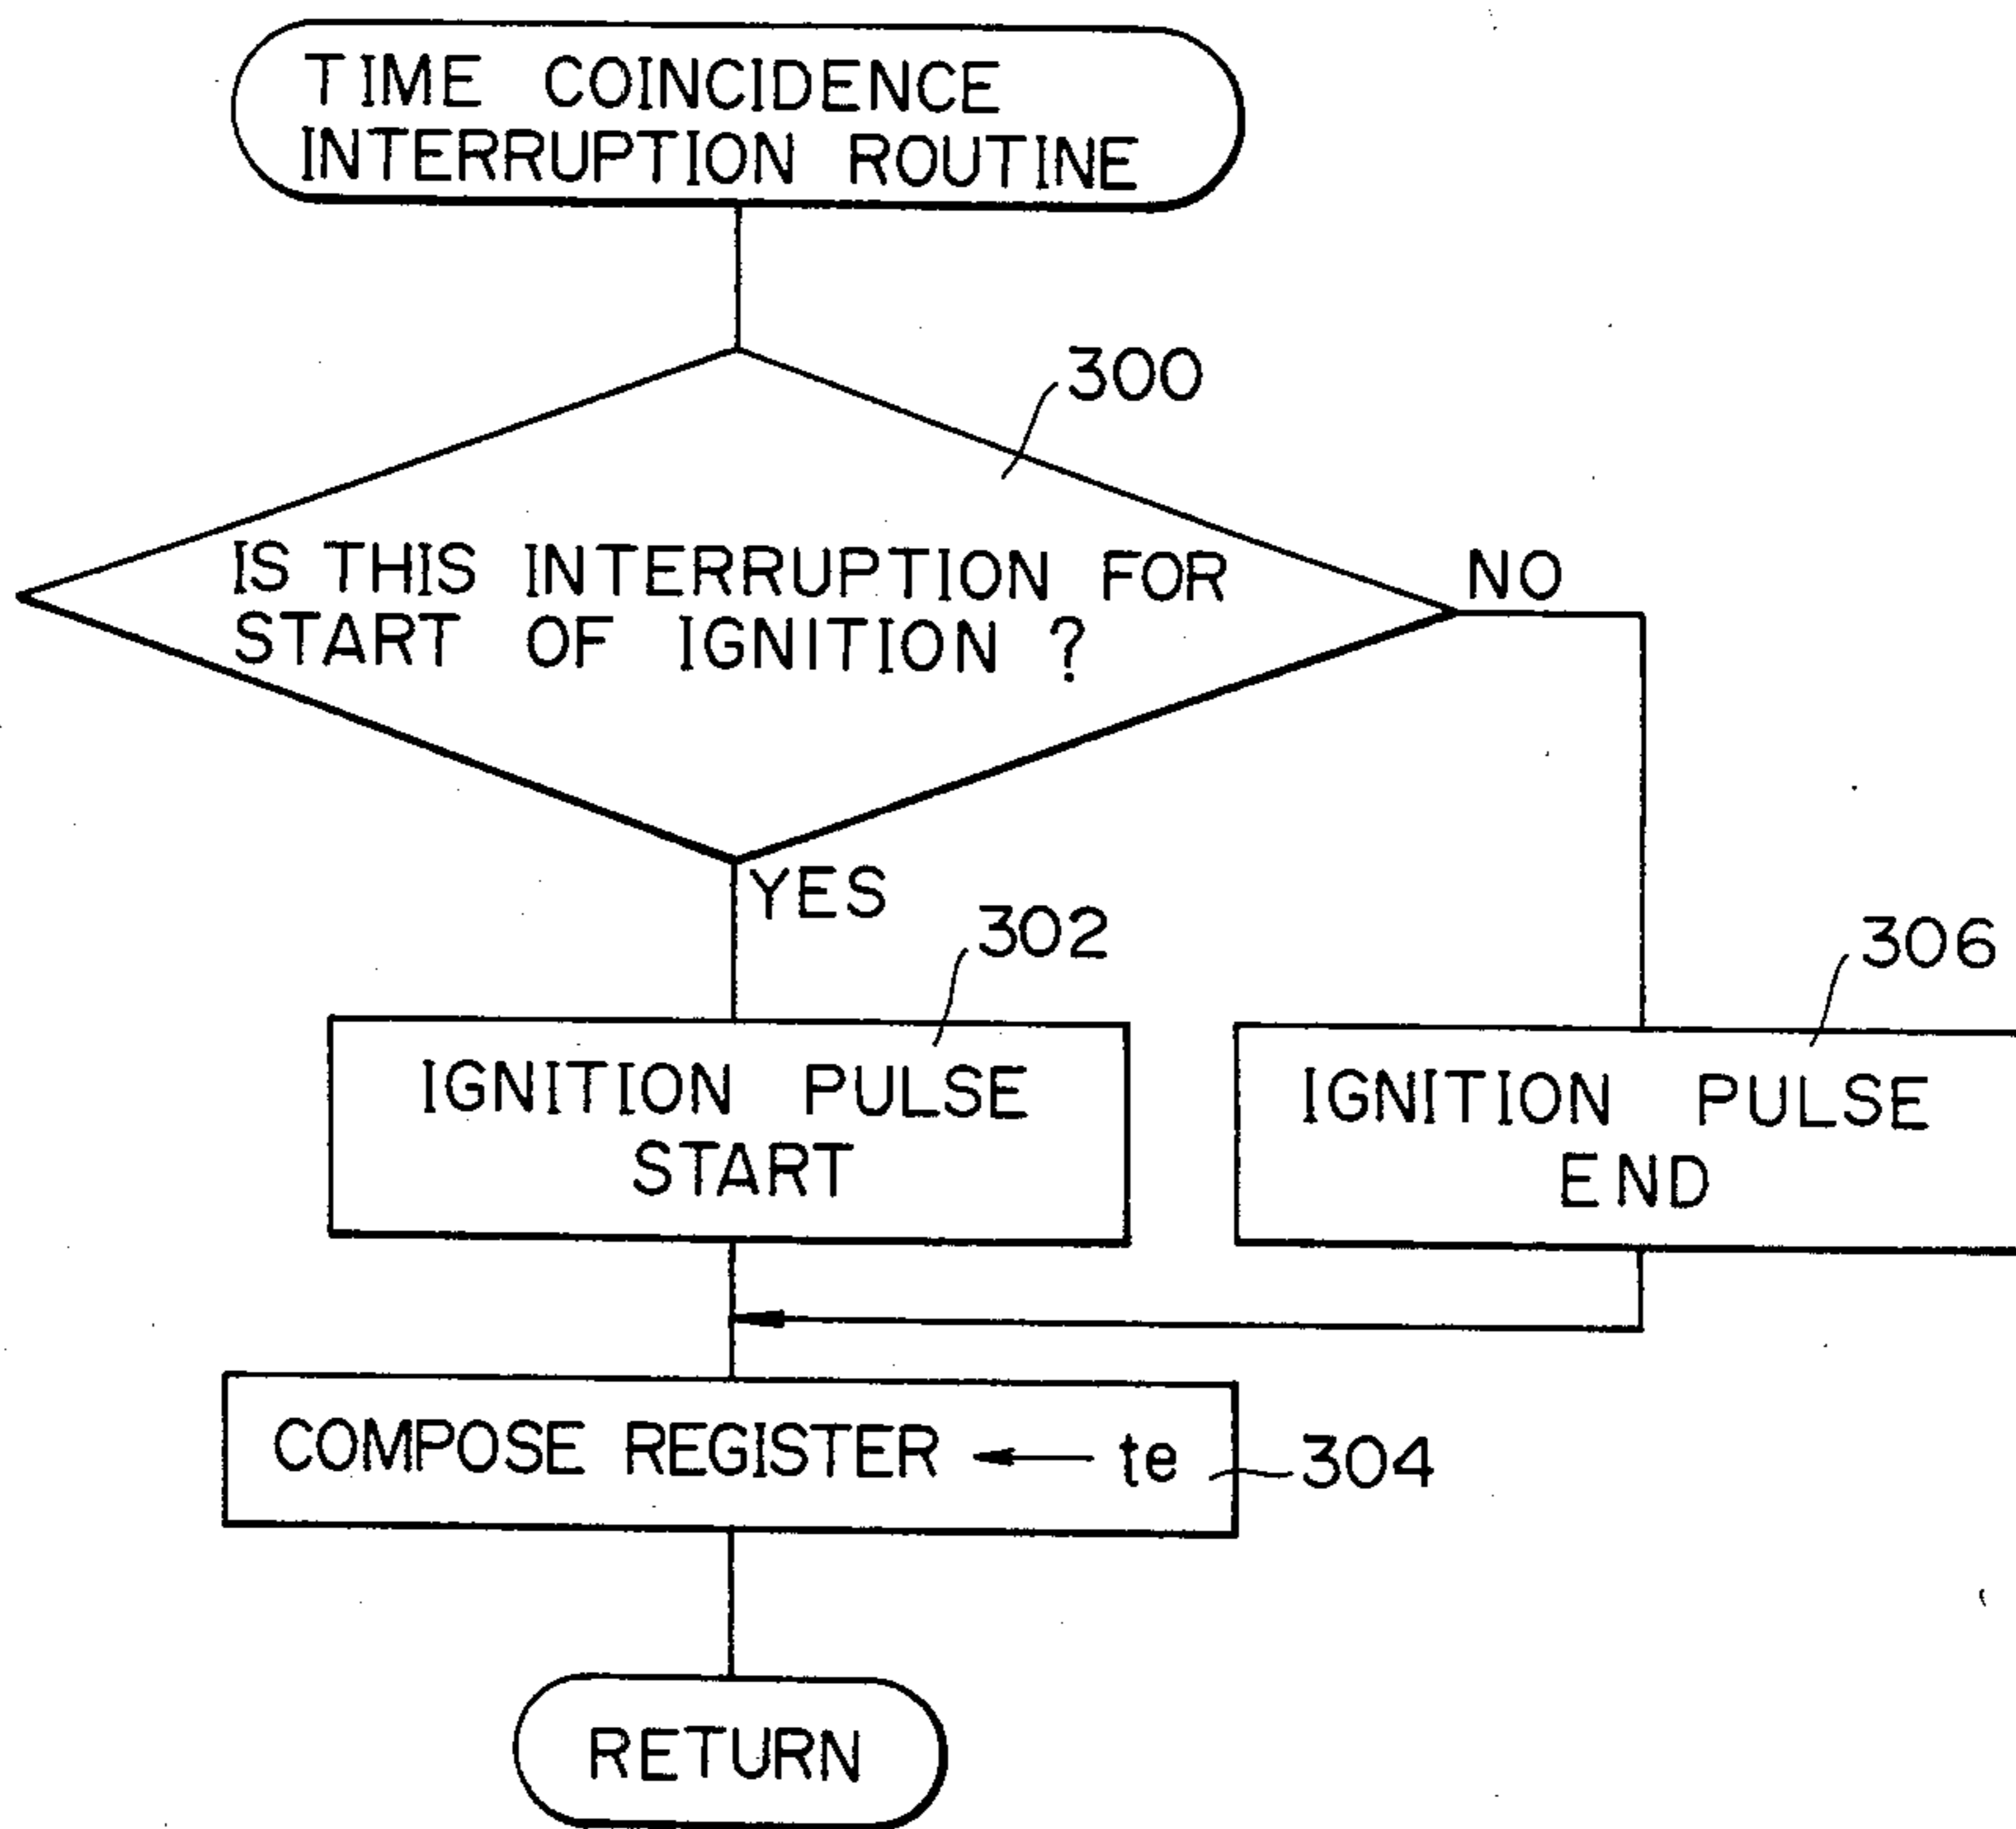 TIME COINCIDENCE
INTERRUPTION ROUTINE
300
IS THIS INTERRUPTION FOR
START OF IGNITION ?
NO
YES
302
306
IGNITION PULSE
START
IGNITION PULSE
END
COMPOSE REGISTER ← te
304
RETURN